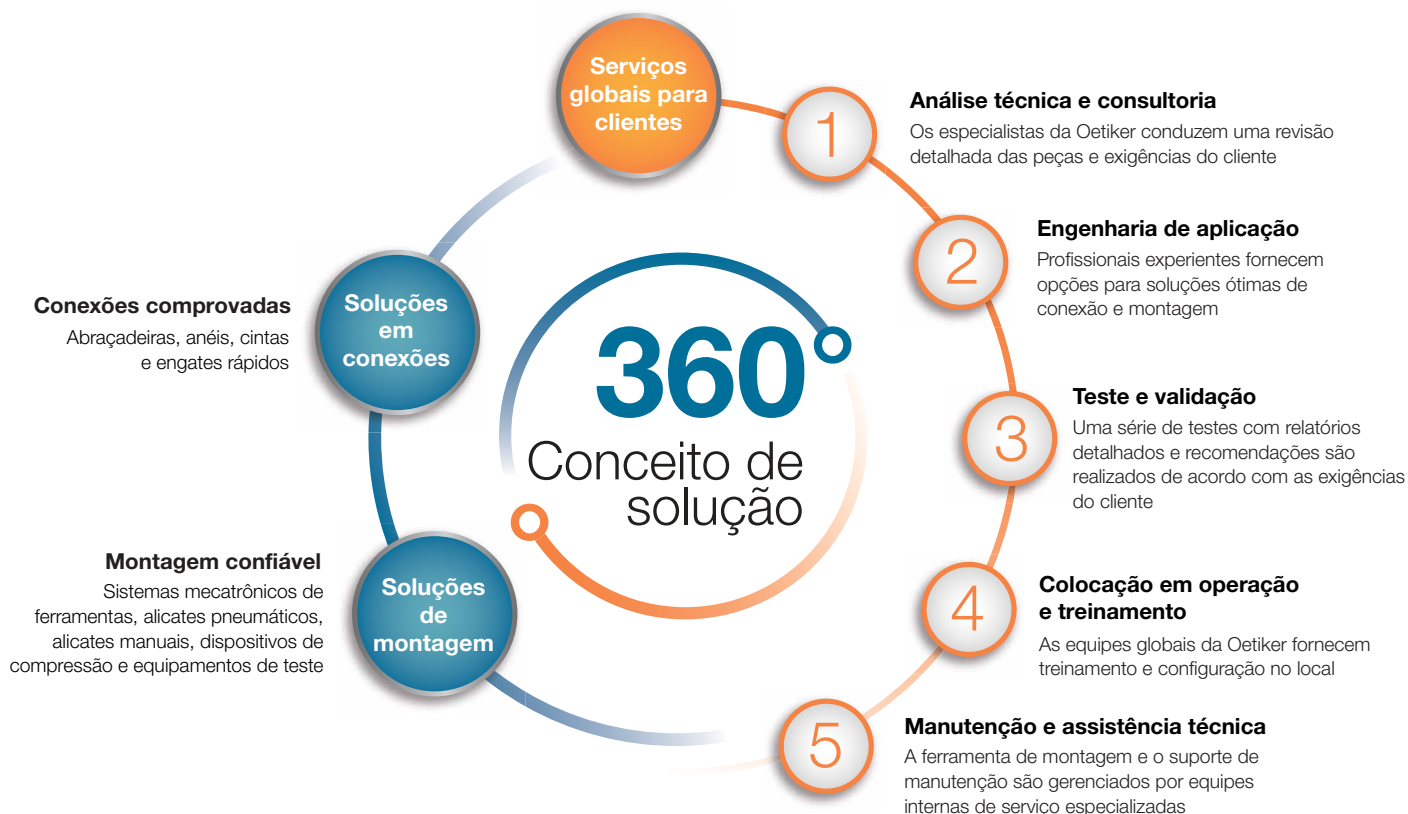 Serviços
globais para
clientes
1
Análise técnica e consultoria
Os especialistas da Oetiker conduzem uma revisão
detalhada das peças e exigências do cliente
2
Engenharia de aplicação
Profissionais experientes fornecem
opções para soluções ótimas de
conexão e montagem
3
Teste e validação
Uma série de testes com relatórios
detalhados e recomendações são
realizados de acordo com as exigências
do cliente
4
Colocação em operação
e treinamento
As equipes globais da Oetiker fornecem
treinamento e configuração no local
5
Manutenção e assistência técnica
A ferramenta de montagem e o suporte de
manutenção são gerenciados por equipes
internas de serviço especializadas
Soluções
em
conexões
Conexões comprovadas
Abraçadeiras, anéis, cintas
e engates rápidos
Soluções
de
montagem
Montagem confiável
Sistemas mecatrônicos de
ferramentas, alicates pneumáticos,
alicates manuais, dispositivos de
compressão e equipamentos de teste
360°
Conceito de
solução